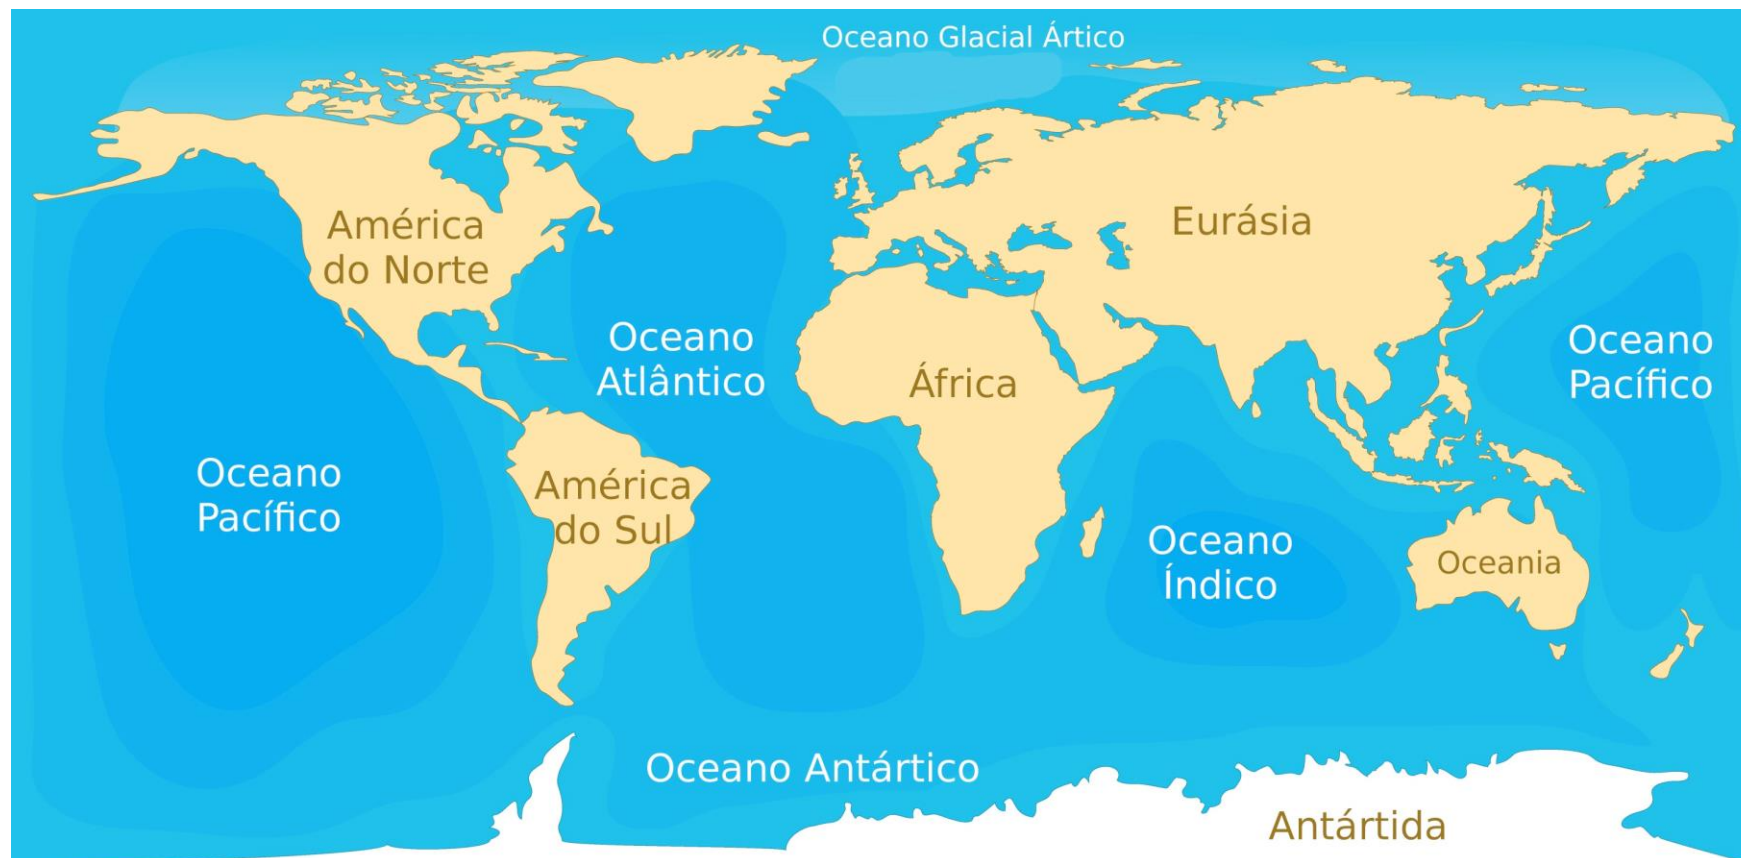 Oceano Glacial Ártico
América
do Norte
Eurásia
Oceano
Atlântico
África
Oceano
Pacífico
Oceano
Pacífico
América
do Sul
Oceano
Índico
Oceania
Oceano Antártico
Antártida